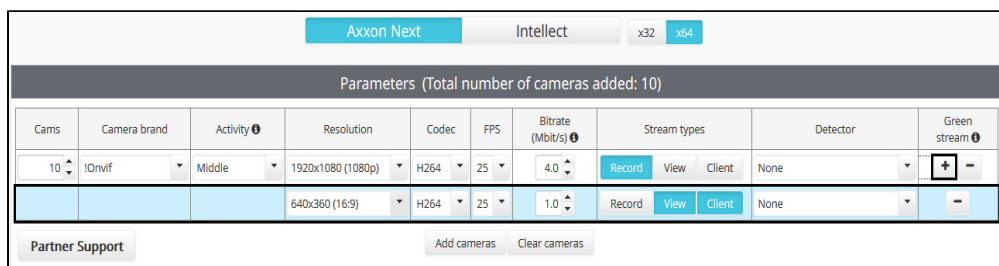 Axxon Next Intellect x32 x64
Parameters (Total number of cameras added: 10)
Cams Camera brand Activity Resolution Codec FPS Bitrate (Mbit/s) Stream types Detector Green stream
10 !Onvif Middle 1920x1080 (1080p) H264 25 4.0 Record View Client None + −
640x360 (16:9) H264 25 1.0 Record View Client None −
Partner Support Add cameras Clear cameras